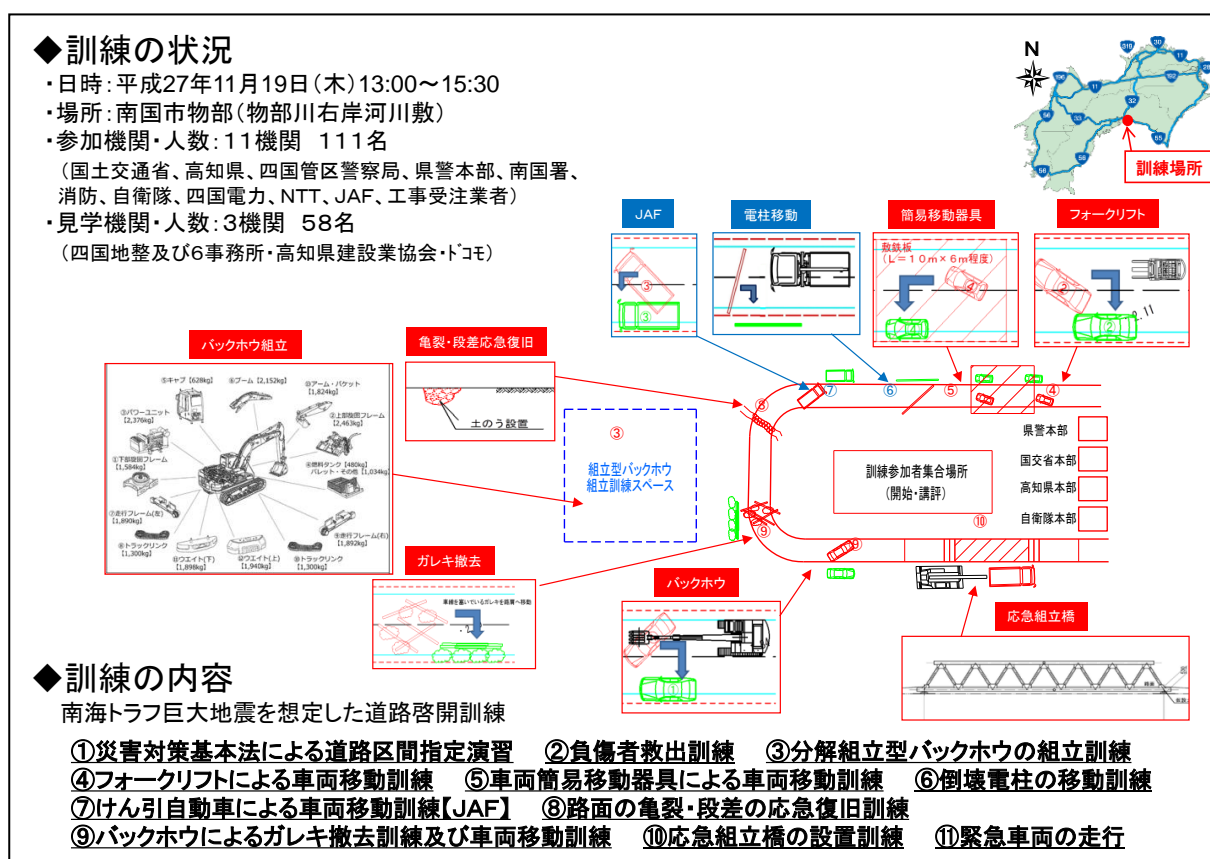 ◆訓練の状況
・日時：平成27年11月19日（木）13:00～15:30
・場所：南国市物部（物部川右岸河川敷）
・参加機関・人数：11機関　111名
（国土交通省、高知県、四国管区警察局、県警本部、南国署、
消防、自衛隊、四国電力、NTT、JAF、工事受注業者）
・見学機関・人数：3機関　58名
（四国地整及び6事務所・高知県建設業協会・ﾄﾞｺﾓ）
N
訓練場所
JAF
電柱移動
簡易移動器具
フォークリフト
③
③
敷鉄板
（L＝10m×6m程度）
④
④
②
②
バックホウ組立
亀裂・段差応急復旧
土のう設置
⑤キャブ【628kg】
⑥ブーム【2,152kg】
⑩アーム・バケット
【1,824kg】
③パワーユニット
【2,376kg】
②上部旋回フレーム
【2,463kg】
①下部旋回フレーム
【1,584kg】
④燃料タンク【480kg】
パレット・その他【1,034kg】
⑦走行フレーム(左)
【1,890kg】
⑨走行フレーム(右)
【1,892kg】
⑧トラックリンク
【1,300kg】
⑪ウエイト(下)
【1,898kg】
⑫ウエイト(上)
【1,940kg】
トラックリンク
【1,300kg】
③
組立型バックホウ
組立訓練スペース
⑦
⑥
⑤
④
⑧
⑨
⑨
県警本部
国交省本部
高知県本部
自衛隊本部
訓練参加者集合場所
（開始・講評）
⑩
ガレキ撤去
車線を塞いでいるガレキを路肩へ移動
バックホウ
応急組立橋
◆訓練の内容
南海トラフ巨大地震を想定した道路啓開訓練
①災害対策基本法による道路区間指定演習　②負傷者救出訓練　③分解組立型バックホウの組立訓練
④フォークリフトによる車両移動訓練　⑤車両簡易移動器具による車両移動訓練　⑥倒壊電柱の移動訓練
⑦けん引自動車による車両移動訓練【JAF】　⑧路面の亀裂・段差の応急復旧訓練
⑨バックホウによるガレキ撤去訓練及び車両移動訓練　⑩応急組立橋の設置訓練　⑪緊急車両の走行